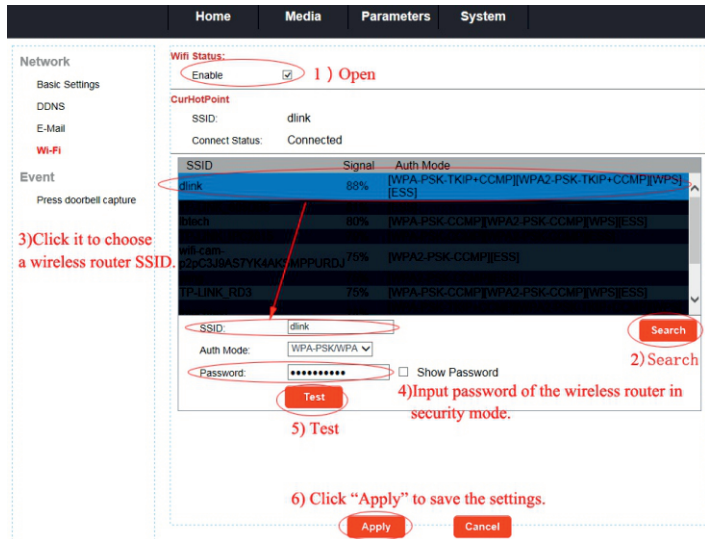 Home Media Parameters System
Network
Basic Settings
DDNS
E-Mail
Wi-Fi
Event
Press doorbell capture
Wifi Status:
Enable
1 ) Open
CurHotPoint
SSID: dlink
Connect Status: Connected
SSID Signal Auth Mode
dlink 88% [WPA-PSK-TKIP+CCMP][WPA2-PSK-TKIP+CCMP][WPS]
[ESS]
btech 80% [WPA-PSK-CCMP][WPA2-PSK-CCMP][WPS][ESS]
wifi-cam-
p2pC3J9AS7YK4AK5MPPURDJ 75% [WPA2-PSK-CCMP][ESS]
TP-LINK_RD3 75% [WPA-PSK-CCMP][WPA2-PSK-CCMP][WPS][ESS]
3)Click it to choose
a wireless router SSID.
SSID: dlink
Search
2) Search
Auth Mode: WPA-PSK/WPA
Password: •••••••••• Show Password
4)Input password of the wireless router in
security mode.
Test
5) Test
6) Click “Apply” to save the settings.
Apply Cancel